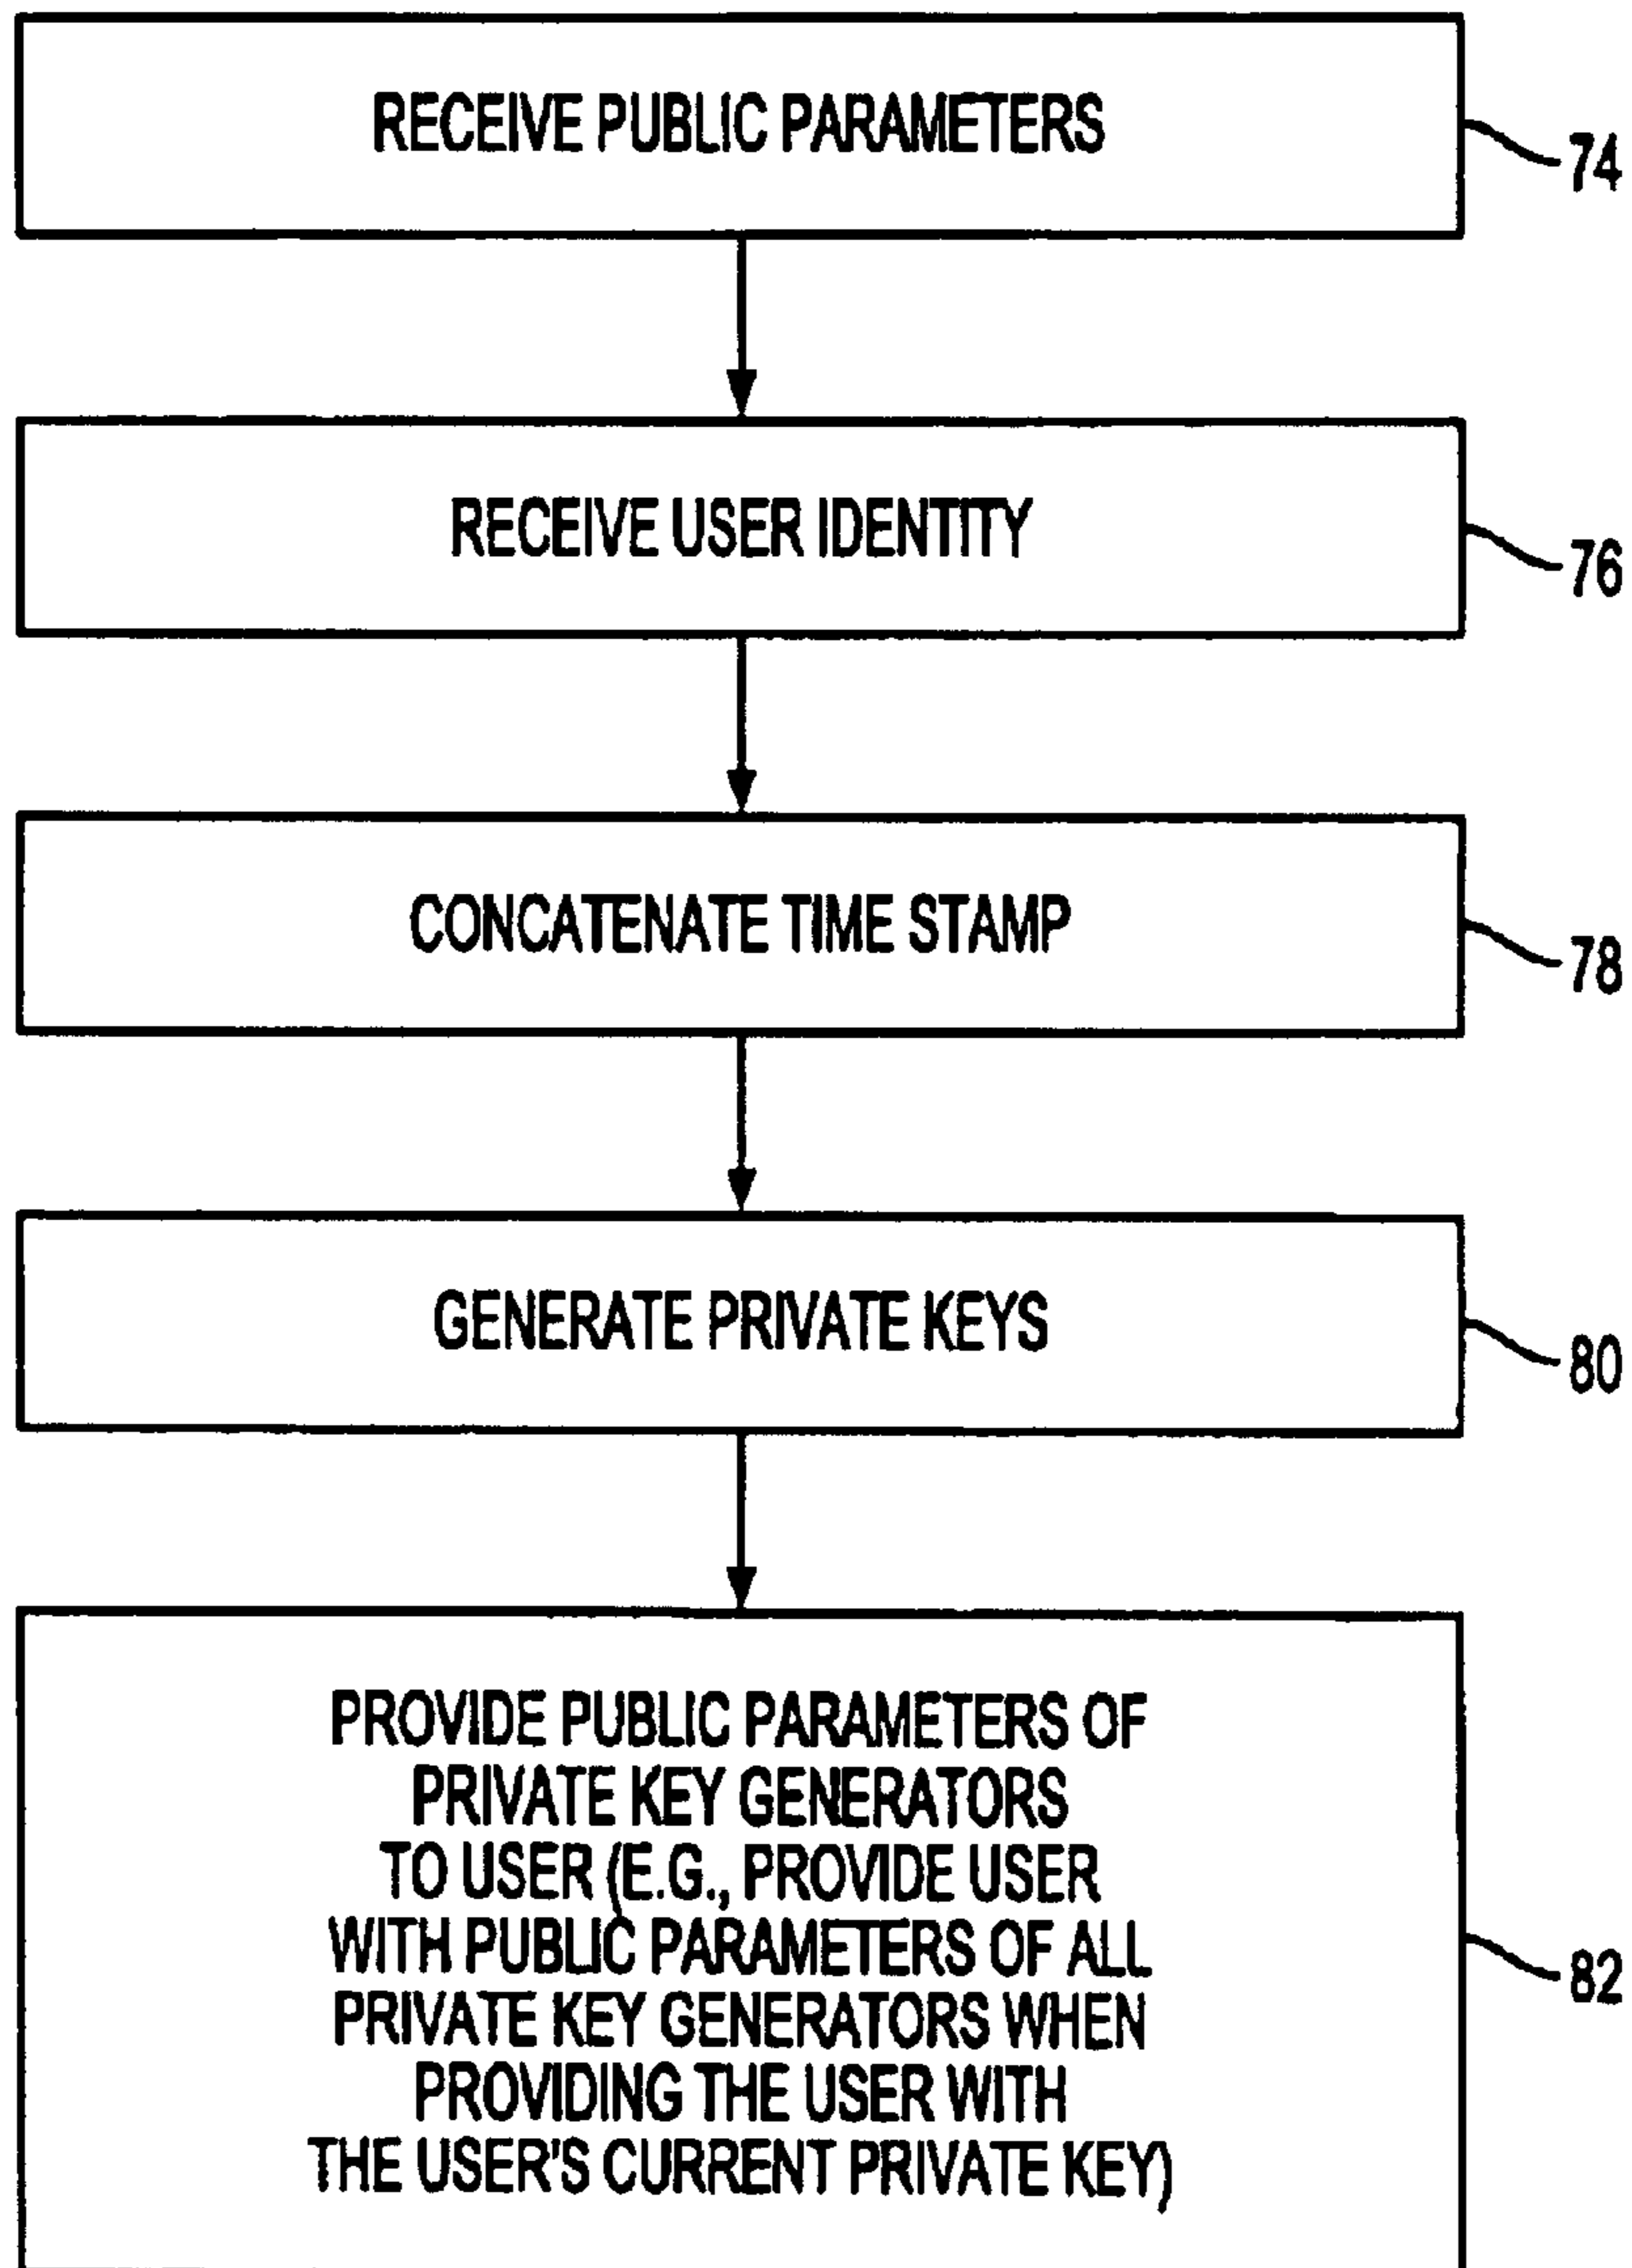 RECEIVE PUBLIC PARAMETERS
74
RECEIVE USER IDENTITY
76
CONCATENATE TIME STAMP
78
GENERATE PRIVATE KEYS
80
PROVIDE PUBLIC PARAMETERS OF
PRIVATE KEY GENERATORS
TO USER (E.G., PROVIDE USER
WITH PUBLIC PARAMETERS OF ALL
PRIVATE KEY GENERATORS WHEN
PROVIDING THE USER WITH
THE USER'S CURRENT PRIVATE KEY)
82